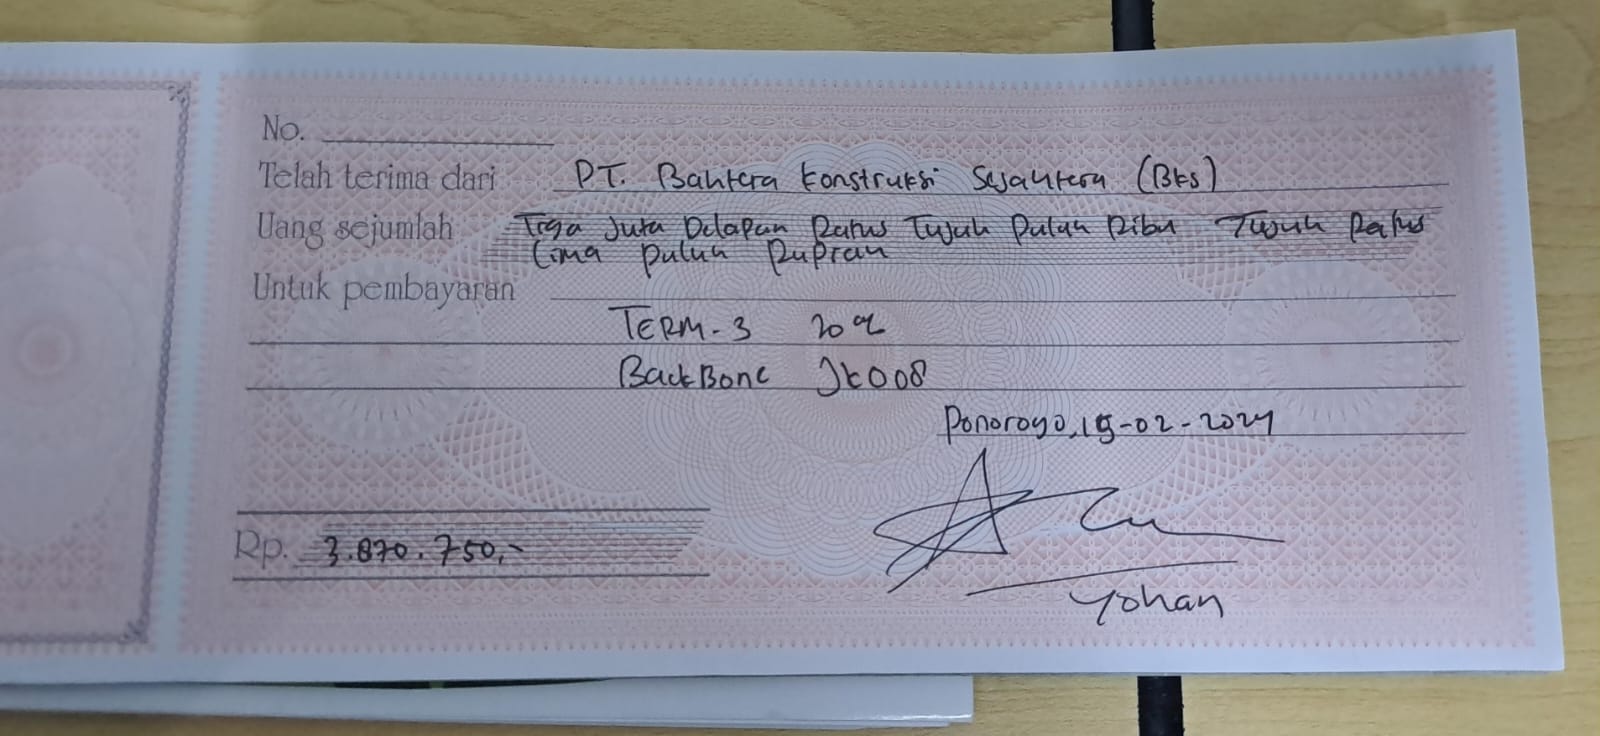 No.
Telah terima dari PT. Bahtera Konstruksi Sejahtera (BKS)
Uang sejumlah Tiga Juta Delapan Ratus Tujuh Puluh Ribu Tujuh Ratus
Lima Puluh Rupiah
Untuk pembayaran
TERM-3 20%
BackBone JK008
Ponorogo, 15-02-2024
Rp. 3.870.750,-
Yohan